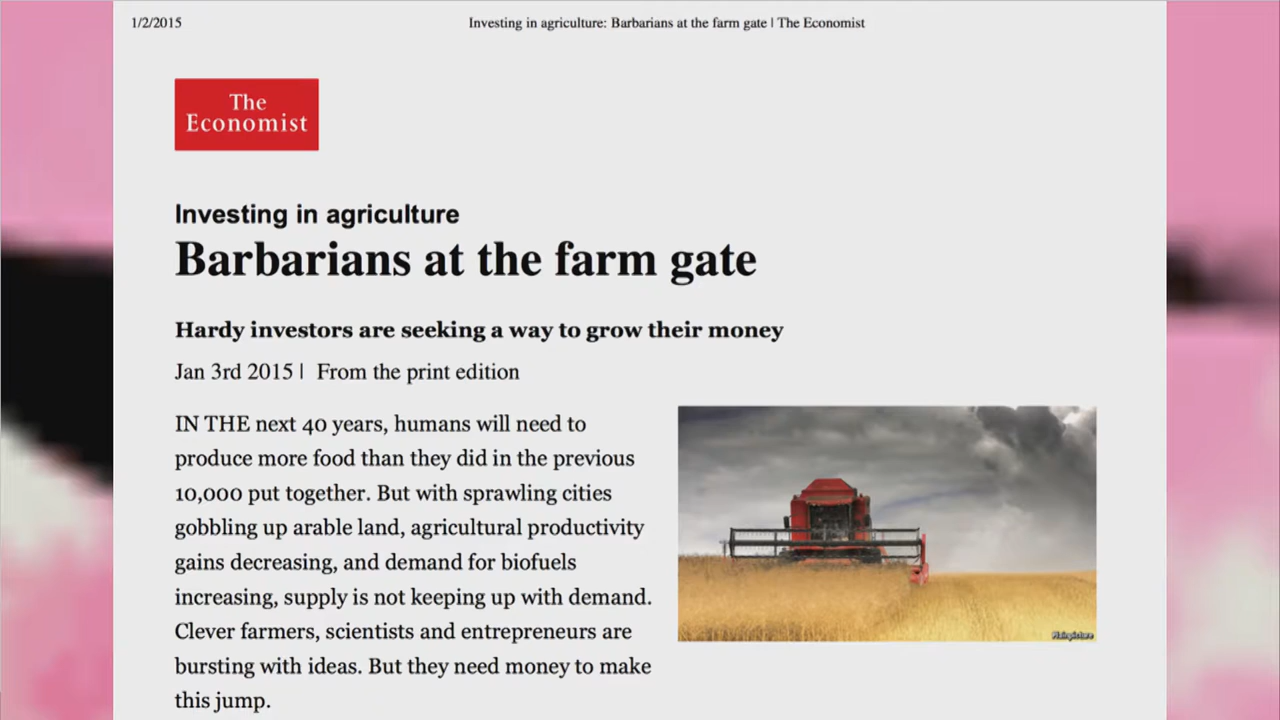 1/2/2015
Investing in agriculture: Barbarians at the farm gate | The Economist
The
Economist
Investing in agriculture
Barbarians at the farm gate
Hardy investors are seeking a way to grow their money
Jan 3rd 2015 | From the print edition
IN THE next 40 years, humans will need to
produce more food than they did in the previous
10,000 put together. But with sprawling cities
gobbling up arable land, agricultural productivity
gains decreasing, and demand for biofuels
increasing, supply is not keeping up with demand.
Clever farmers, scientists and entrepreneurs are
bursting with ideas. But they need money to make
this jump.
Plainpicture